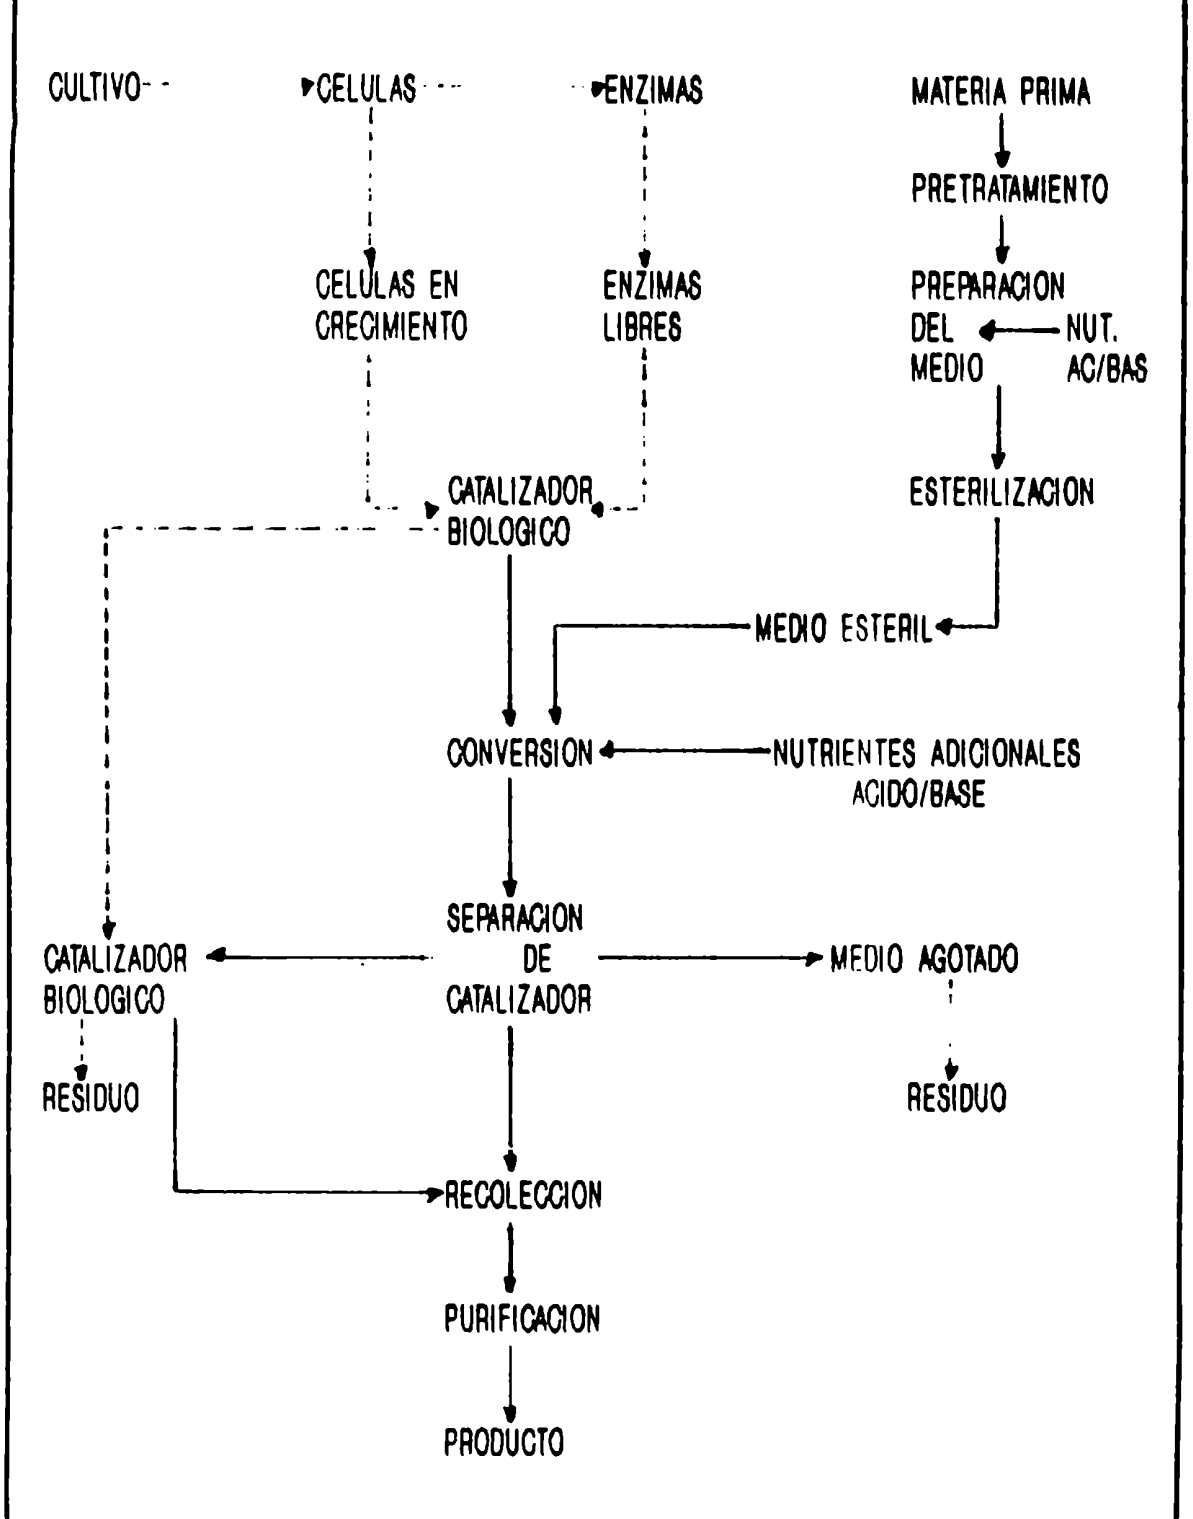 CULTIVO
CELULAS
ENZIMAS
MATERIA PRIMA
PRETRATAMIENTO
CELULAS EN
CRECIMIENTO
ENZIMAS
LIBRES
PREPARACION
DEL
MEDIO
NUT.
AC/BAS
CATALIZADOR
BIOLOGICO
ESTERILIZACION
MEDIO ESTERIL
CONVERSION
NUTRIENTES ADICIONALES
ACIDO/BASE
SEPARACION
DE
CATALIZADOR
CATALIZADOR
BIOLOGICO
MEDIO AGOTADO
RESIDUO
RESIDUO
RECOLECCION
PURIFICACION
PRODUCTO